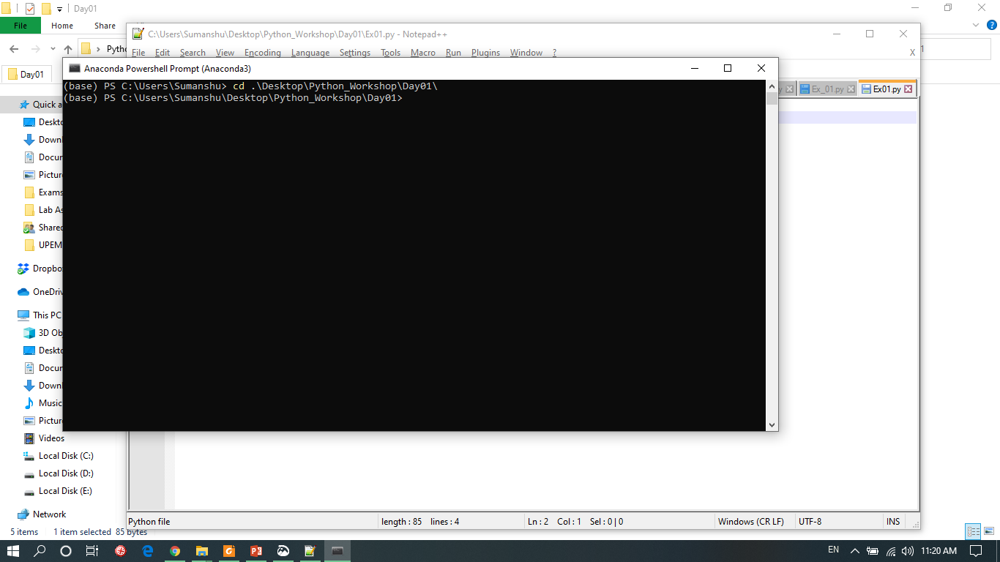 Day01
File Home Share
C:\Users\Sumanshu\Desktop\Python_Workshop\Day01\Ex01.py - Notepad++
File Edit Search View Encoding Language Settings Tools Macro Run Plugins Window ?
X
Anaconda Powershell Prompt (Anaconda3)
(base) PS C:\Users\Sumanshu> cd .\Desktop\Python_Workshop\Day01\
(base) PS C:\Users\Sumanshu\Desktop\Python_Workshop\Day01>
Day01
Ex_01.py
Ex01.py
Quick a
Deskto
Downl
Docur
Picture
Exams
Lab As
Shared
UPEM
Dropbo
OneDriv
This PC
3D Ob
Deskto
Docur
Downl
Music
Picture
Videos
Local Disk (C:)
Local Disk (D:)
Local Disk (E:)
Network
Python file length : 85 lines : 4 Ln : 2 Col : 1 Sel : 0 | 0 Windows (CR LF) UTF-8 INS
5 items 1 item selected 85 bytes
EN 11:20 AM